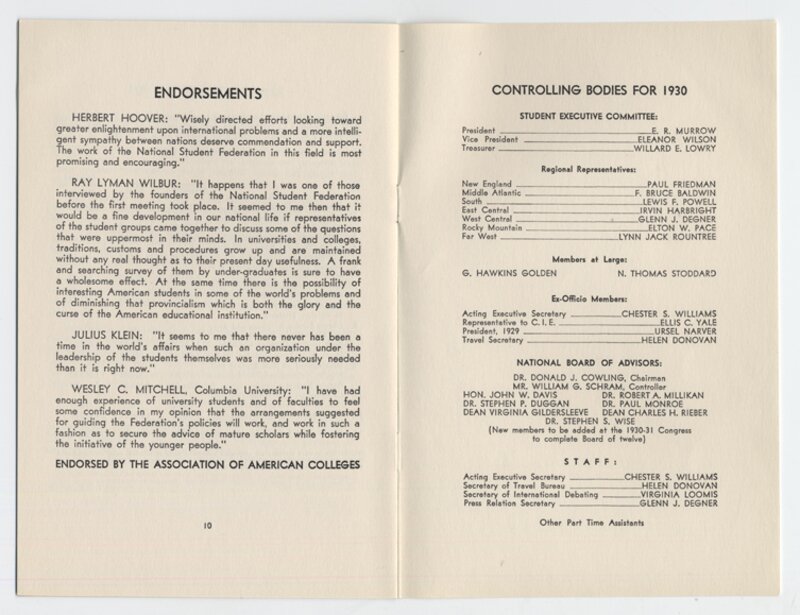 ENDORSEMENTS
HERBERT HOOVER: "Wisely directed efforts looking toward
greater enlightenment upon international problems and a more intelli-
gent sympathy between nations deserve commendation and support.
The work of the National Student Federation in this field is most
promising and encouraging."
RAY LYMAN WILBUR: "It happens that I was one of those
interviewed by the founders of the National Student Federation
before the first meeting took place. It seemed to me then that it
would be a fine development in our national life if representatives
of the student groups came together to discuss some of the questions
that were uppermost in their minds. In universities and colleges,
traditions, customs and procedures grow up and are maintained
without any real thought as to their present day usefulness. A frank
and searching survey of them by under-graduates is sure to have
a wholesome effect. At the same time there is the possibility of
interesting American students in some of the world's problems and
of diminishing that provincialism which is both the glory and the
curse of the American educational institution."
JULIUS KLEIN: "It seems to me that there never has been a
time in the world's affairs when such an organization under the
leadership of the students themselves was more seriously needed
than it is right now."
WESLEY C. MITCHELL, Columbia University: "I have had
enough experience of university students and of faculties to feel
some confidence in my opinion that the arrangements suggested
for guiding the Federation's policies will work, and work in such a
fashion as to secure the advice of mature scholars while fostering
the initiative of the younger people."
ENDORSED BY THE ASSOCIATION OF AMERICAN COLLEGES
10
CONTROLLING BODIES FOR 1930
STUDENT EXECUTIVE COMMITTEE:
President E. R. MURROW
Vice President ELEANOR WILSON
Treasurer WILLARD E. LOWRY
Regional Representatives:
New England PAUL FRIEDMAN
Middle Atlantic F. BRUCE BALDWIN
South LEWIS F. POWELL
East Central IRVIN HARBRIGHT
West Central GLENN J. DEGNER
Rocky Mountain ELTON W. PACE
Far West LYNN JACK ROUNTREE
Members at Large:
G. HAWKINS GOLDEN N. THOMAS STODDARD
Ex-Officio Members:
Acting Executive Secretary CHESTER S. WILLIAMS
Representative to C.I.E. ELLIS C. YALE
President, 1929 URSEL NARVER
Travel Secretary HELEN DONOVAN
NATIONAL BOARD OF ADVISORS:
DR. DONALD J. COWLING, Chairman
MR. WILLIAM G. SCHRAM, Controller
HON. JOHN W. DAVIS DR. ROBERT A. MILLIKAN
DR. STEPHEN P. DUGGAN DR. PAUL MONROE
DEAN VIRGINIA GILDERSLEEVE DEAN CHARLES H. RIEBER
DR. STEPHEN S. WISE
(New members to be added at the 1930-31 Congress
to complete Board of twelve)
STAFF:
Acting Executive Secretary CHESTER S. WILLIAMS
Secretary of Travel Bureau HELEN DONOVAN
Secretary of International Debating VIRGINIA LOOMIS
Press Relation Secretary GLENN J. DEGNER
Other Part Time Assistants